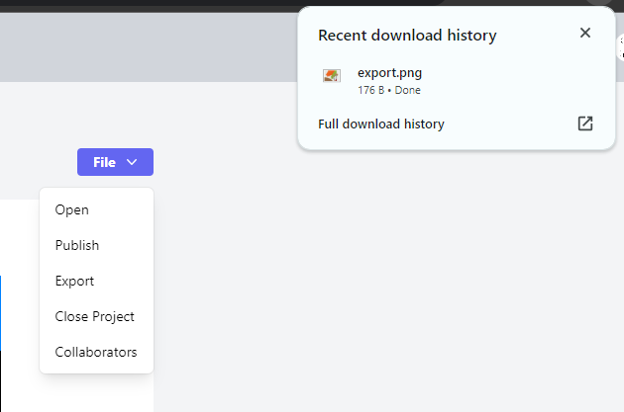 Recent download history
export.png
176 B • Done
Full download history
File
Open
Publish
Export
Close Project
Collaborators